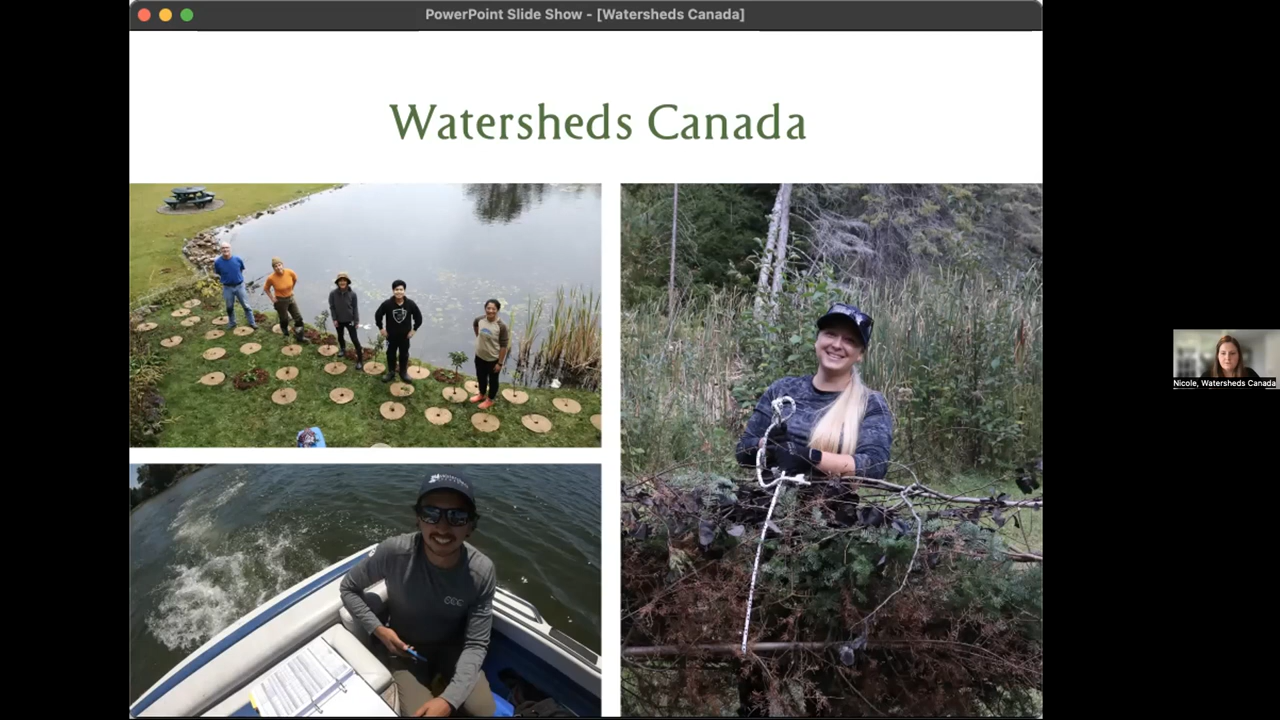 PowerPoint Slide Show - [Watersheds Canada]
Watersheds Canada
Nicole, Watersheds Canada